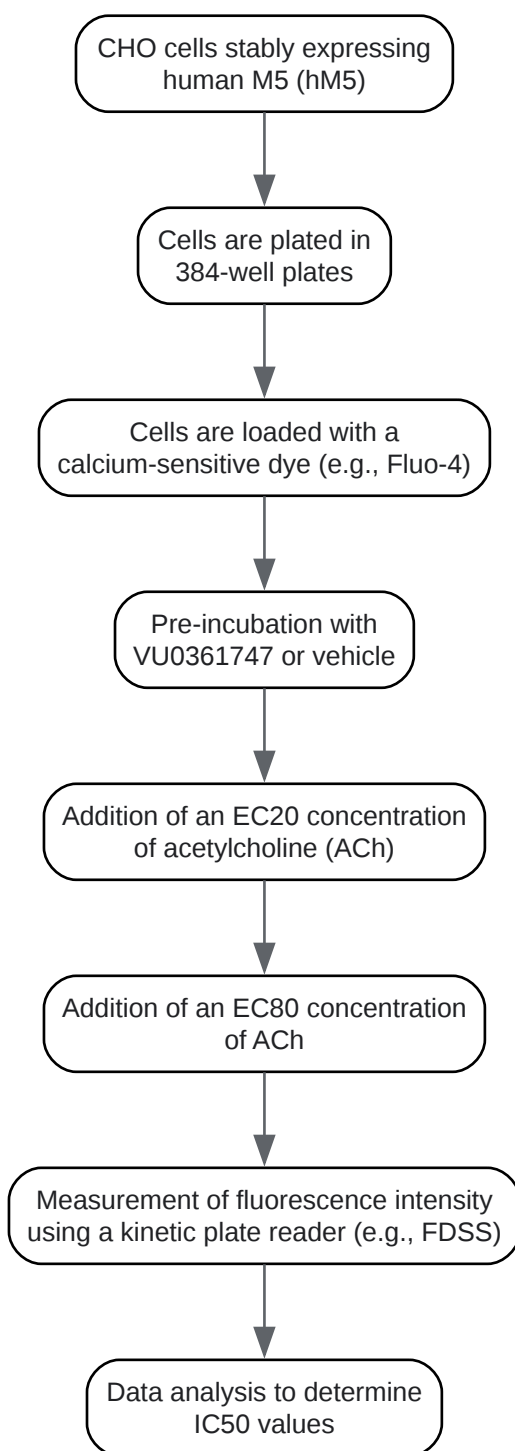 CHO cells stably expressing
human M5 (hM5)
Cells are plated in
384-well plates
Cells are loaded with a
calcium-sensitive dye (e.g., Fluo-4)
Pre-incubation with
VU0361747 or vehicle
Addition of an EC20 concentration
of acetylcholine (ACh)
Addition of an EC80 concentration
of ACh
Measurement of fluorescence intensity
using a kinetic plate reader (e.g., FDSS)
Data analysis to determine
IC50 values